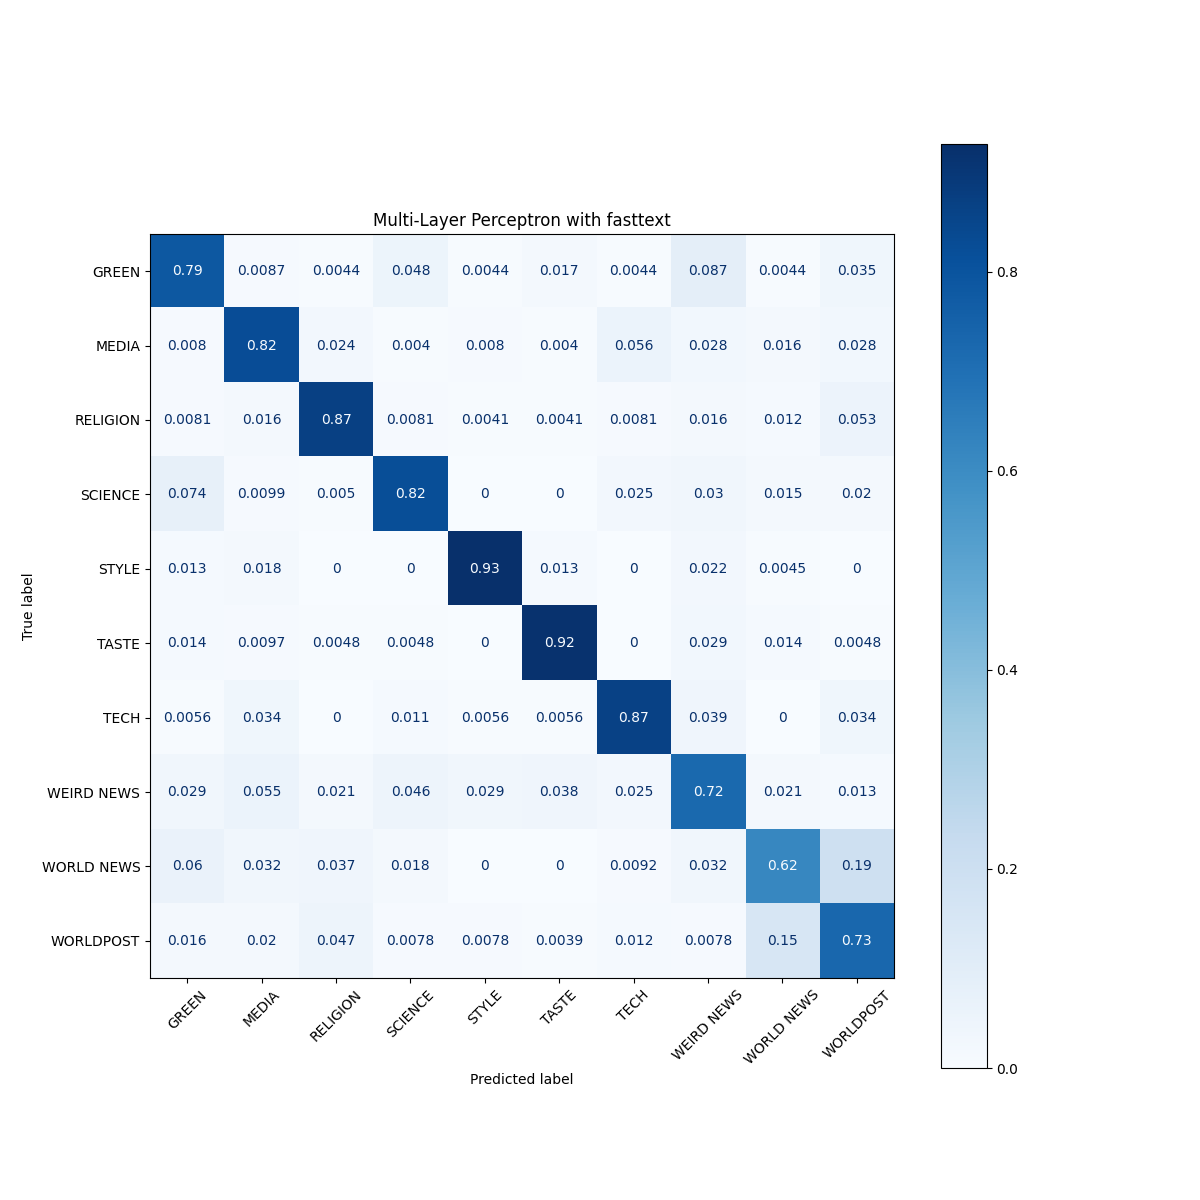 Multi-Layer Perceptron with fasttext
GREEN 0.79 0.0087 0.0044 0.048 0.0044 0.017 0.0044 0.087 0.0044 0.035
MEDIA 0.008 0.82 0.024 0.004 0.008 0.004 0.056 0.028 0.016 0.028
RELIGION 0.0081 0.016 0.87 0.0081 0.0041 0.0041 0.0081 0.016 0.012 0.053
SCIENCE 0.074 0.0099 0.005 0.82 0 0 0.025 0.03 0.015 0.02
STYLE 0.013 0.018 0 0 0.93 0.013 0 0.022 0.0045 0
TASTE 0.014 0.0097 0.0048 0.0048 0 0.92 0 0.029 0.014 0.0048
TECH 0.0056 0.034 0 0.011 0.0056 0.0056 0.87 0.039 0 0.034
WEIRD NEWS 0.029 0.055 0.021 0.046 0.029 0.038 0.025 0.72 0.021 0.013
WORLD NEWS 0.06 0.032 0.037 0.018 0 0 0.0092 0.032 0.62 0.19
WORLDPOST 0.016 0.02 0.047 0.0078 0.0078 0.0039 0.012 0.0078 0.15 0.73
GREEN MEDIA RELIGION SCIENCE STYLE TASTE TECH WEIRD NEWS WORLD NEWS WORLDPOST
Predicted label
True label
0.8
0.6
0.4
0.2
0.0